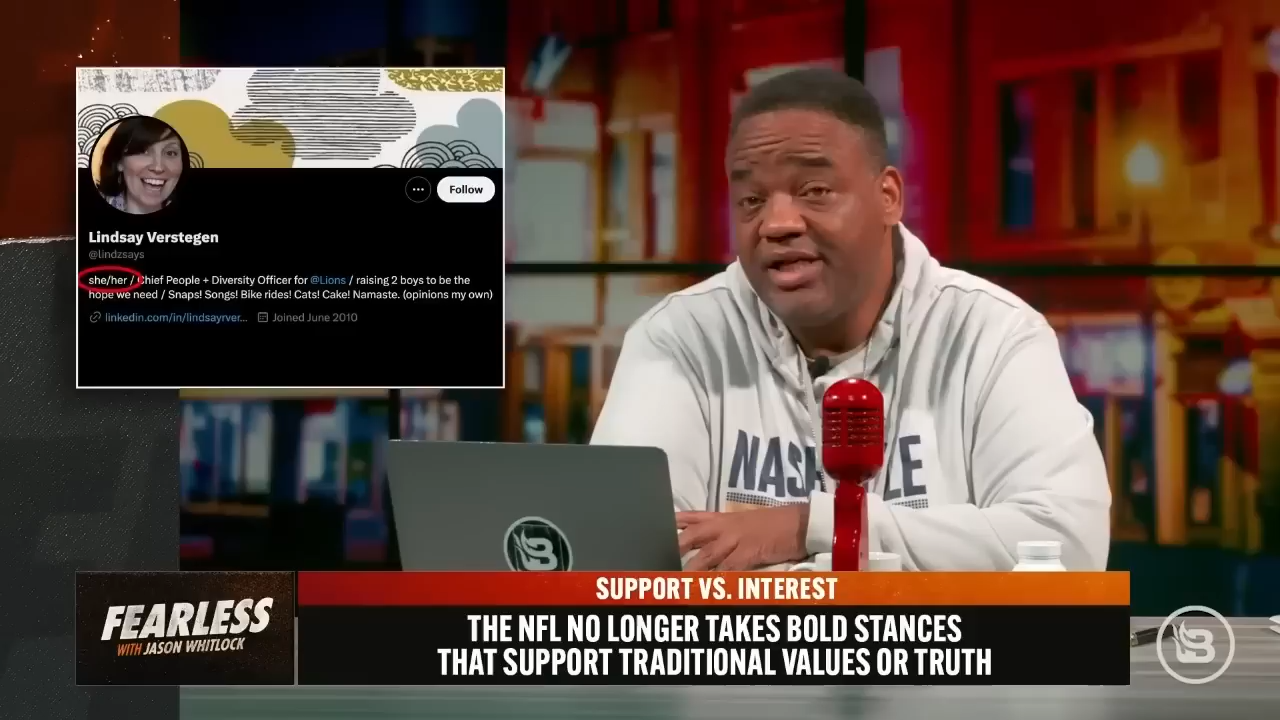 Follow
Lindsay Verstegen
@lindzsays
she/her / Chief People + Diversity Officer for @Lions / raising 2 boys to be the
hope we need / Snaps! Songs! Bike rides! Cats! Cake! Namaste. (opinions my own)
linkedin.com/in/lindsayrver... Joined June 2010
NASH LE
B
SUPPORT VS. INTEREST
FEARLESS
WITH JASON WHITLOCK
THE NFL NO LONGER TAKES BOLD STANCES
THAT SUPPORT TRADITIONAL VALUES OR TRUTH
B